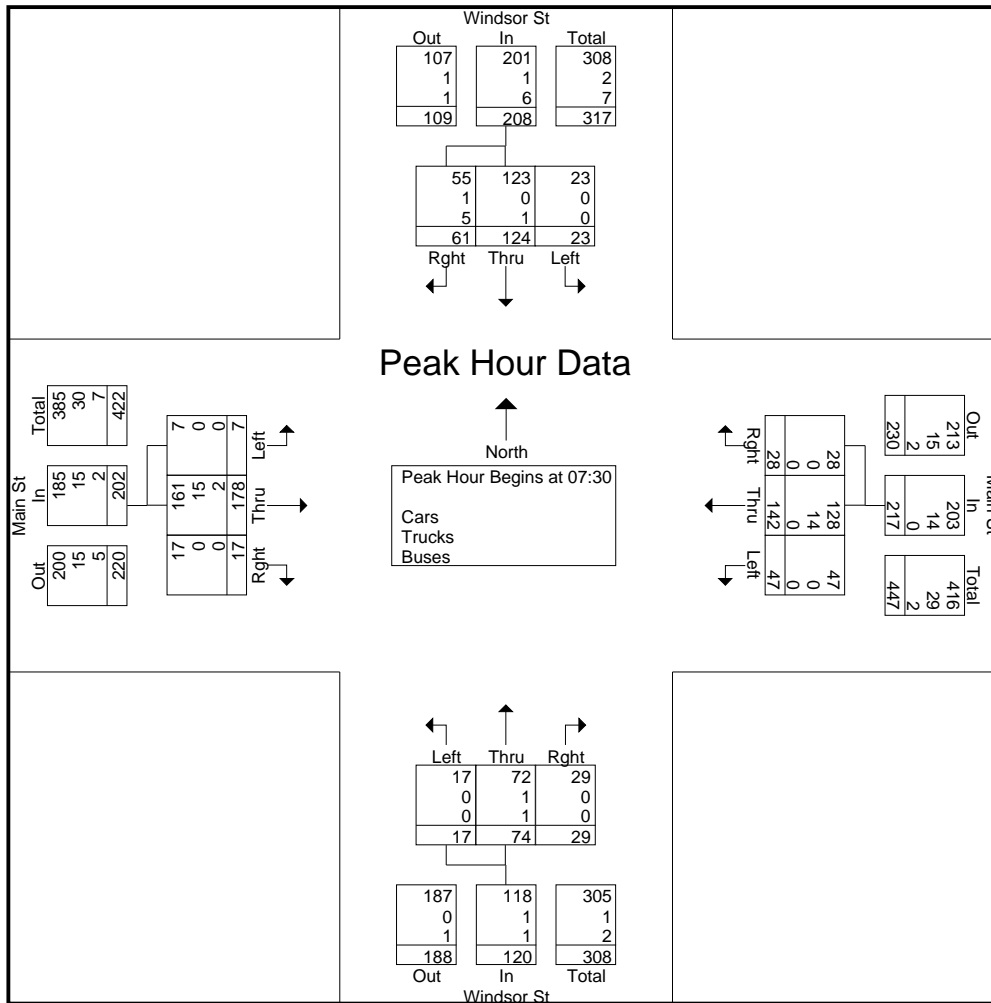 Windsor St
Out In Total
107 201 308
1 1 2
1 6 7
109 208 317
55 123 23
1 0 0
5 1 0
61 124 23
Rght Thru Left
Peak Hour Data
Main St
Total
385
30
7
422
In
185
15
2
202
Out
200
15
5
220
Left
7
0
0
7
Thru
161
15
2
178
Rght
17
0
0
17
North
Peak Hour Begins at 07:30
Cars
Trucks
Buses
Rght
28
0
0
28
Thru
128
14
0
142
Left
47
0
0
47
Out
213
15
2
230
In
203
14
0
217
Total
416
29
2
447
Main St
Left Thru Rght
17 72 29
0 1 0
0 1 0
17 74 29
187 118 305
0 1 1
1 1 2
188 120 308
Out In Total
Windsor St